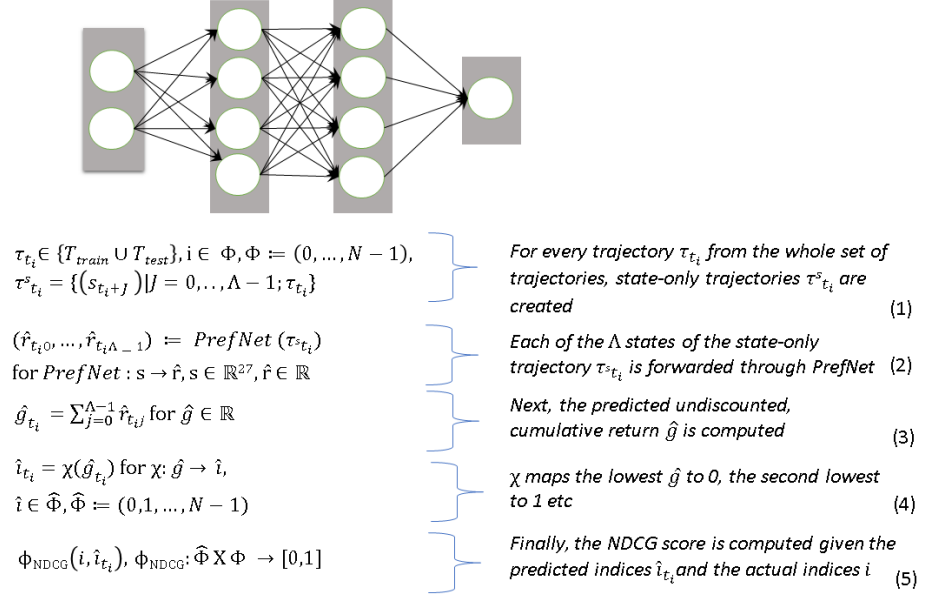 τ_{t_i} ∈ {T_{train} ∪ T_{test}}, i ∈ Φ, Φ ≔ (0, …, N − 1),
τ^s_{t_i} = {(s_{t_i+J})|J = 0, . . , Λ − 1; τ_{t_i}}
For every trajectory τ_{t_i} from the whole set of
trajectories, state-only trajectories τ^s_{t_i} are
created
(1)
(r̂_{t_i0}, … , r̂_{t_iΛ − 1}) ≔ PrefNet (τ^s_{t_i})
for PrefNet : s → r̂, s ∈ ℝ^{27}, r̂ ∈ ℝ
Each of the Λ states of the state-only
trajectory τ^s_{t_i} is forwarded through PrefNet
(2)
ĝ_{t_i} = ∑_{j=0}^{Λ−1} r̂_{t_ij} for ĝ ∈ ℝ
Next, the predicted undiscounted,
cumulative return ĝ is computed
(3)
î_{t_i} = χ(ĝ_{t_i}) for χ: ĝ → î,
î ∈ Φ̂, Φ̂ ≔ (0,1, … , N − 1)
χ maps the lowest ĝ to 0, the second lowest
to 1 etc
(4)
ϕ_{NDCG}(i, î_{t_i}), ϕ_{NDCG}: Φ̂ X Φ → [0,1]
Finally, the NDCG score is computed given the
predicted indices î_{t_i} and the actual indices i
(5)